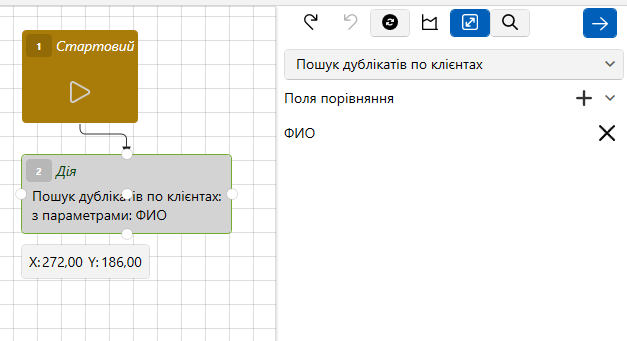 1 Стартовий
2 Дія
Пошук дублікатів по клієнтах:
з параметрами: ФИО
X:272,00 Y:186,00
Пошук дублікатів по клієнтах
Поля порівняння
ФИО